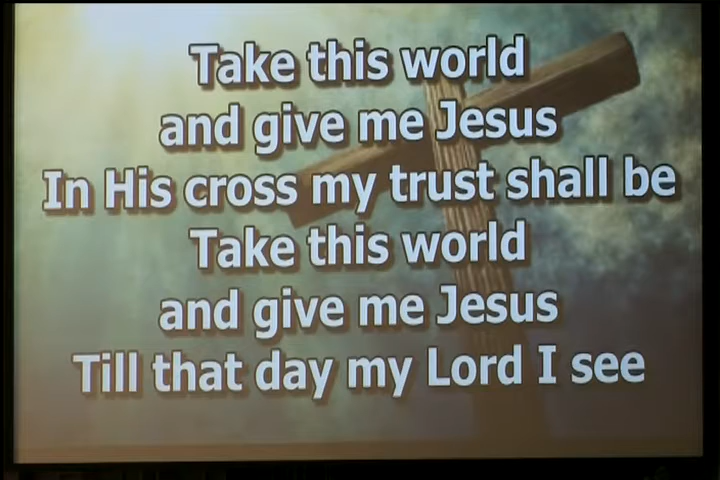 Take this world
and give me Jesus
In His cross my trust shall be
Take this world
and give me Jesus
Till that day my Lord I see